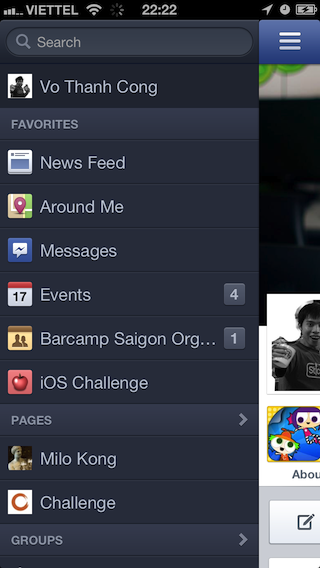 VIETTEL 22:22
Search
Vo Thanh Cong
FAVORITES
News Feed
Around Me
Messages
17 Events 4
Barcamp Saigon Org... 1
iOS Challenge
PAGES
Milo Kong
Challenge
GROUPS
Abou